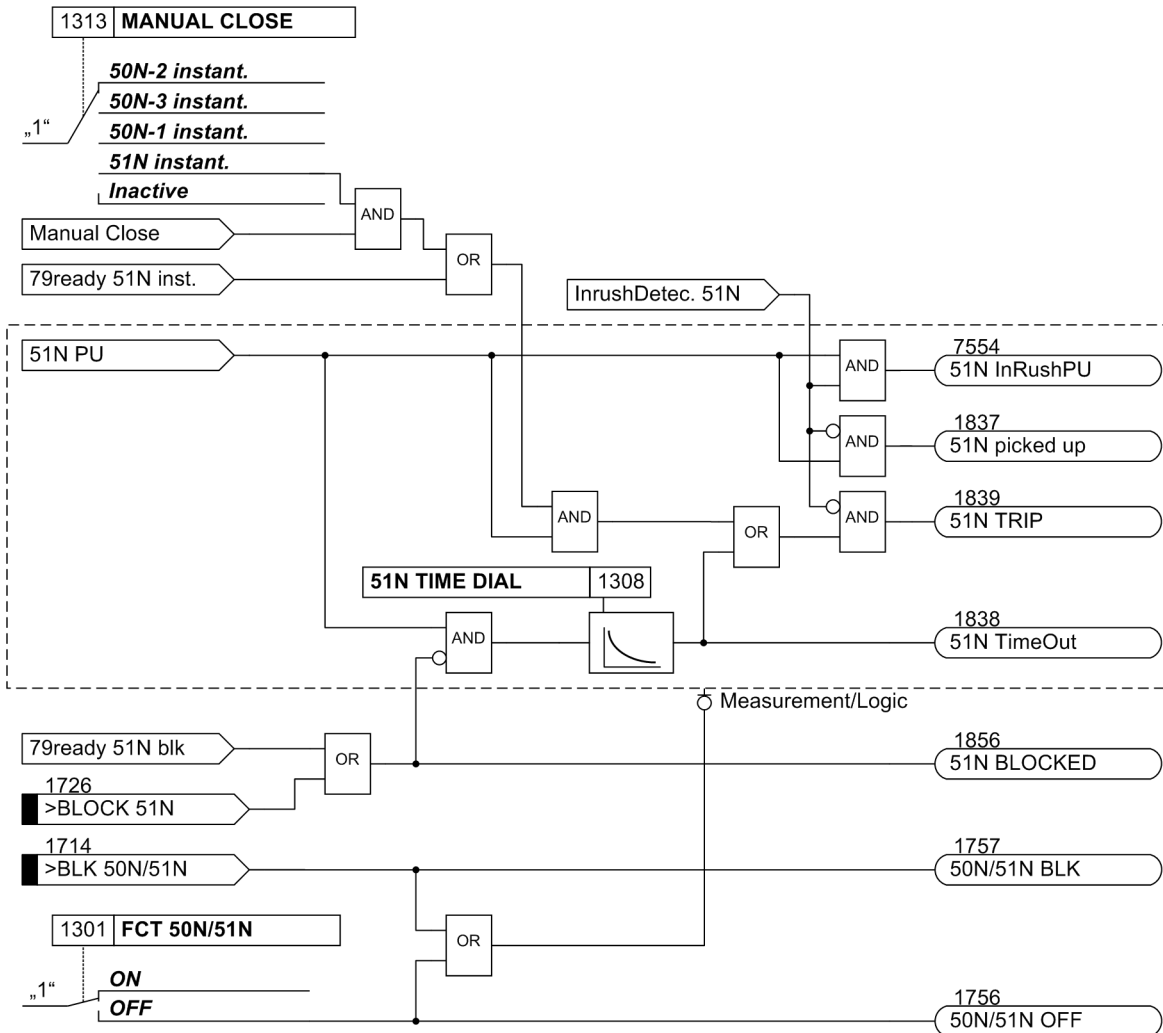 1313 MANUAL CLOSE
50N-2 instant.
50N-3 instant.
„1“
50N-1 instant.
51N instant.
Inactive
AND
Manual Close
OR
79ready 51N inst.
InrushDetec. 51N
51N PU
AND
7554
51N InRushPU
AND
1837
51N picked up
AND
OR
AND
1839
51N TRIP
51N TIME DIAL 1308
AND
1838
51N TimeOut
Measurement/Logic
79ready 51N blk
OR
1856
51N BLOCKED
1726
>BLOCK 51N
1714
>BLK 50N/51N
1757
50N/51N BLK
1301 FCT 50N/51N
OR
„1“
ON
OFF
1756
50N/51N OFF